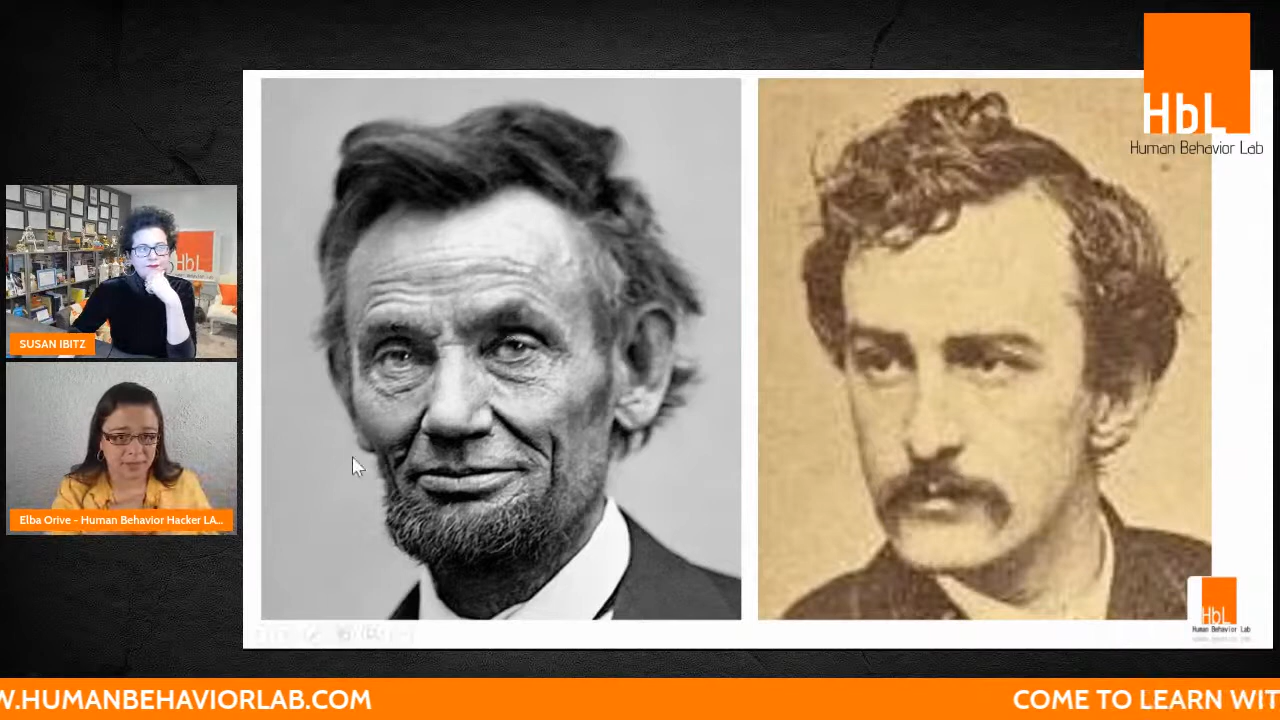 HbL
Human Behavior Lab
HbL
SUSAN IBITZ
Elba Orive - Human Behavior Hacker LA...
HbL
Human Behavior Lab
W.HUMANBEHAVIORLAB.COM
COME TO LEARN WIT